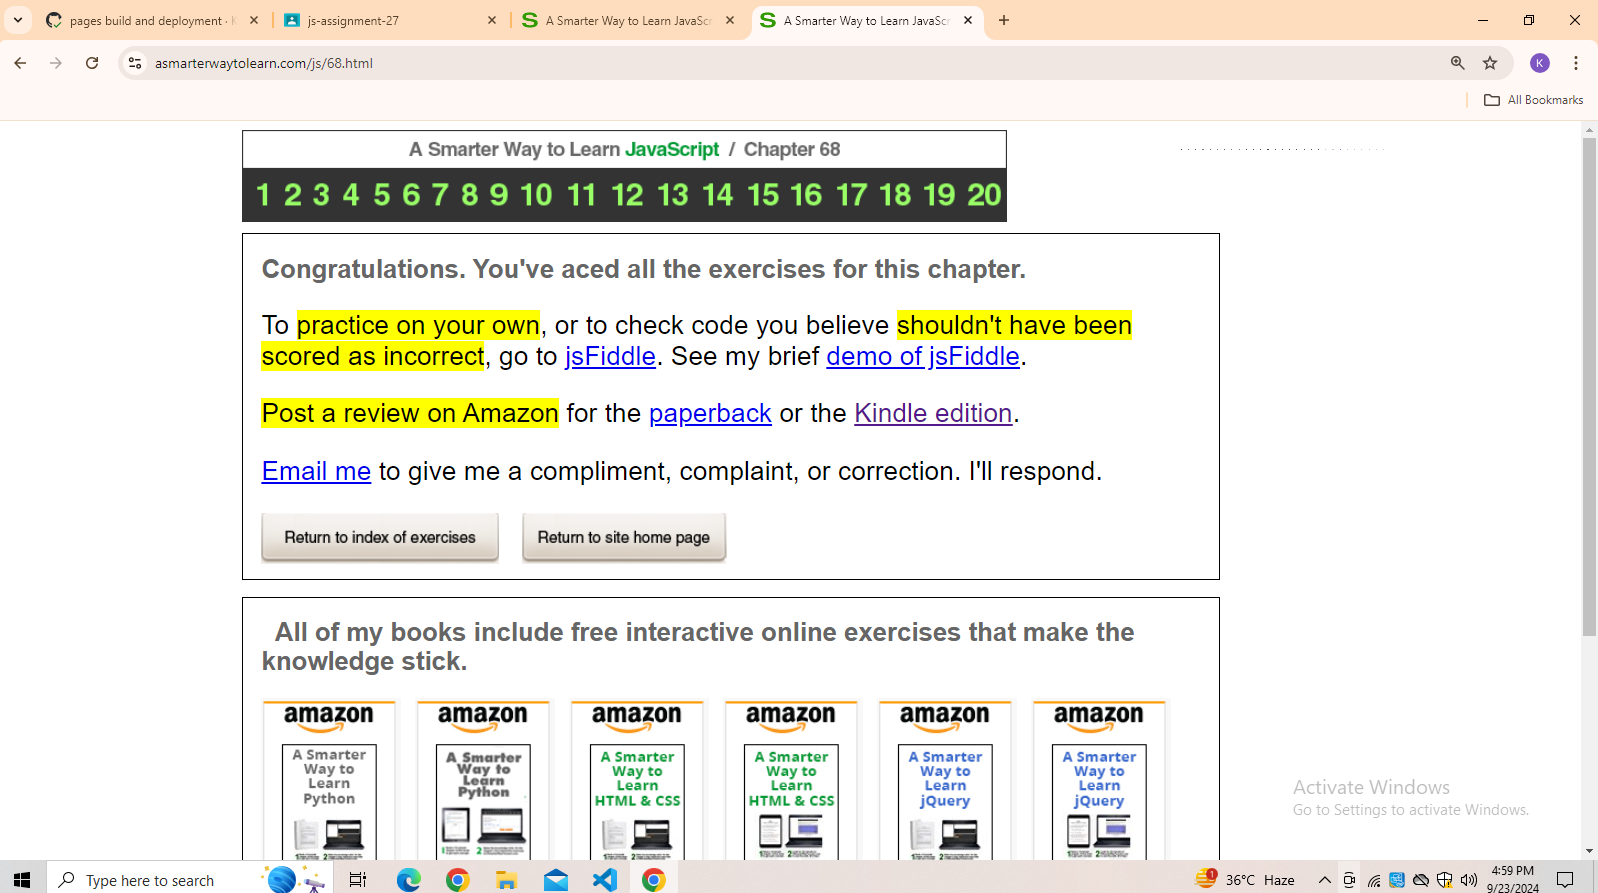 pages build and deployment · K
js-assignment-27
A Smarter Way to Learn JavaScr
A Smarter Way to Learn JavaScr
asmarterwaytolearn.com/js/68.html
K
All Bookmarks
A Smarter Way to Learn JavaScript / Chapter 68
1 2 3 4 5 6 7 8 9 10 11 12 13 14 15 16 17 18 19 20
Congratulations. You've aced all the exercises for this chapter.
To practice on your own, or to check code you believe shouldn't have been
scored as incorrect, go to jsFiddle. See my brief demo of jsFiddle.
Post a review on Amazon for the paperback or the Kindle edition.
Email me to give me a compliment, complaint, or correction. I'll respond.
Return to index of exercises
Return to site home page
All of my books include free interactive online exercises that make the
knowledge stick.
amazon
A Smarter
Way to
Learn
Python
amazon
A Smarter
Way to
Learn
Python
amazon
A Smarter
Way to
Learn
HTML & CSS
amazon
A Smarter
Way to
Learn
HTML & CSS
amazon
A Smarter
Way to
Learn
jQuery
amazon
A Smarter
Way to
Learn
jQuery
Activate Windows
Go to Settings to activate Windows.
Type here to search
1
36°C Haze
4:59 PM
9/23/2024